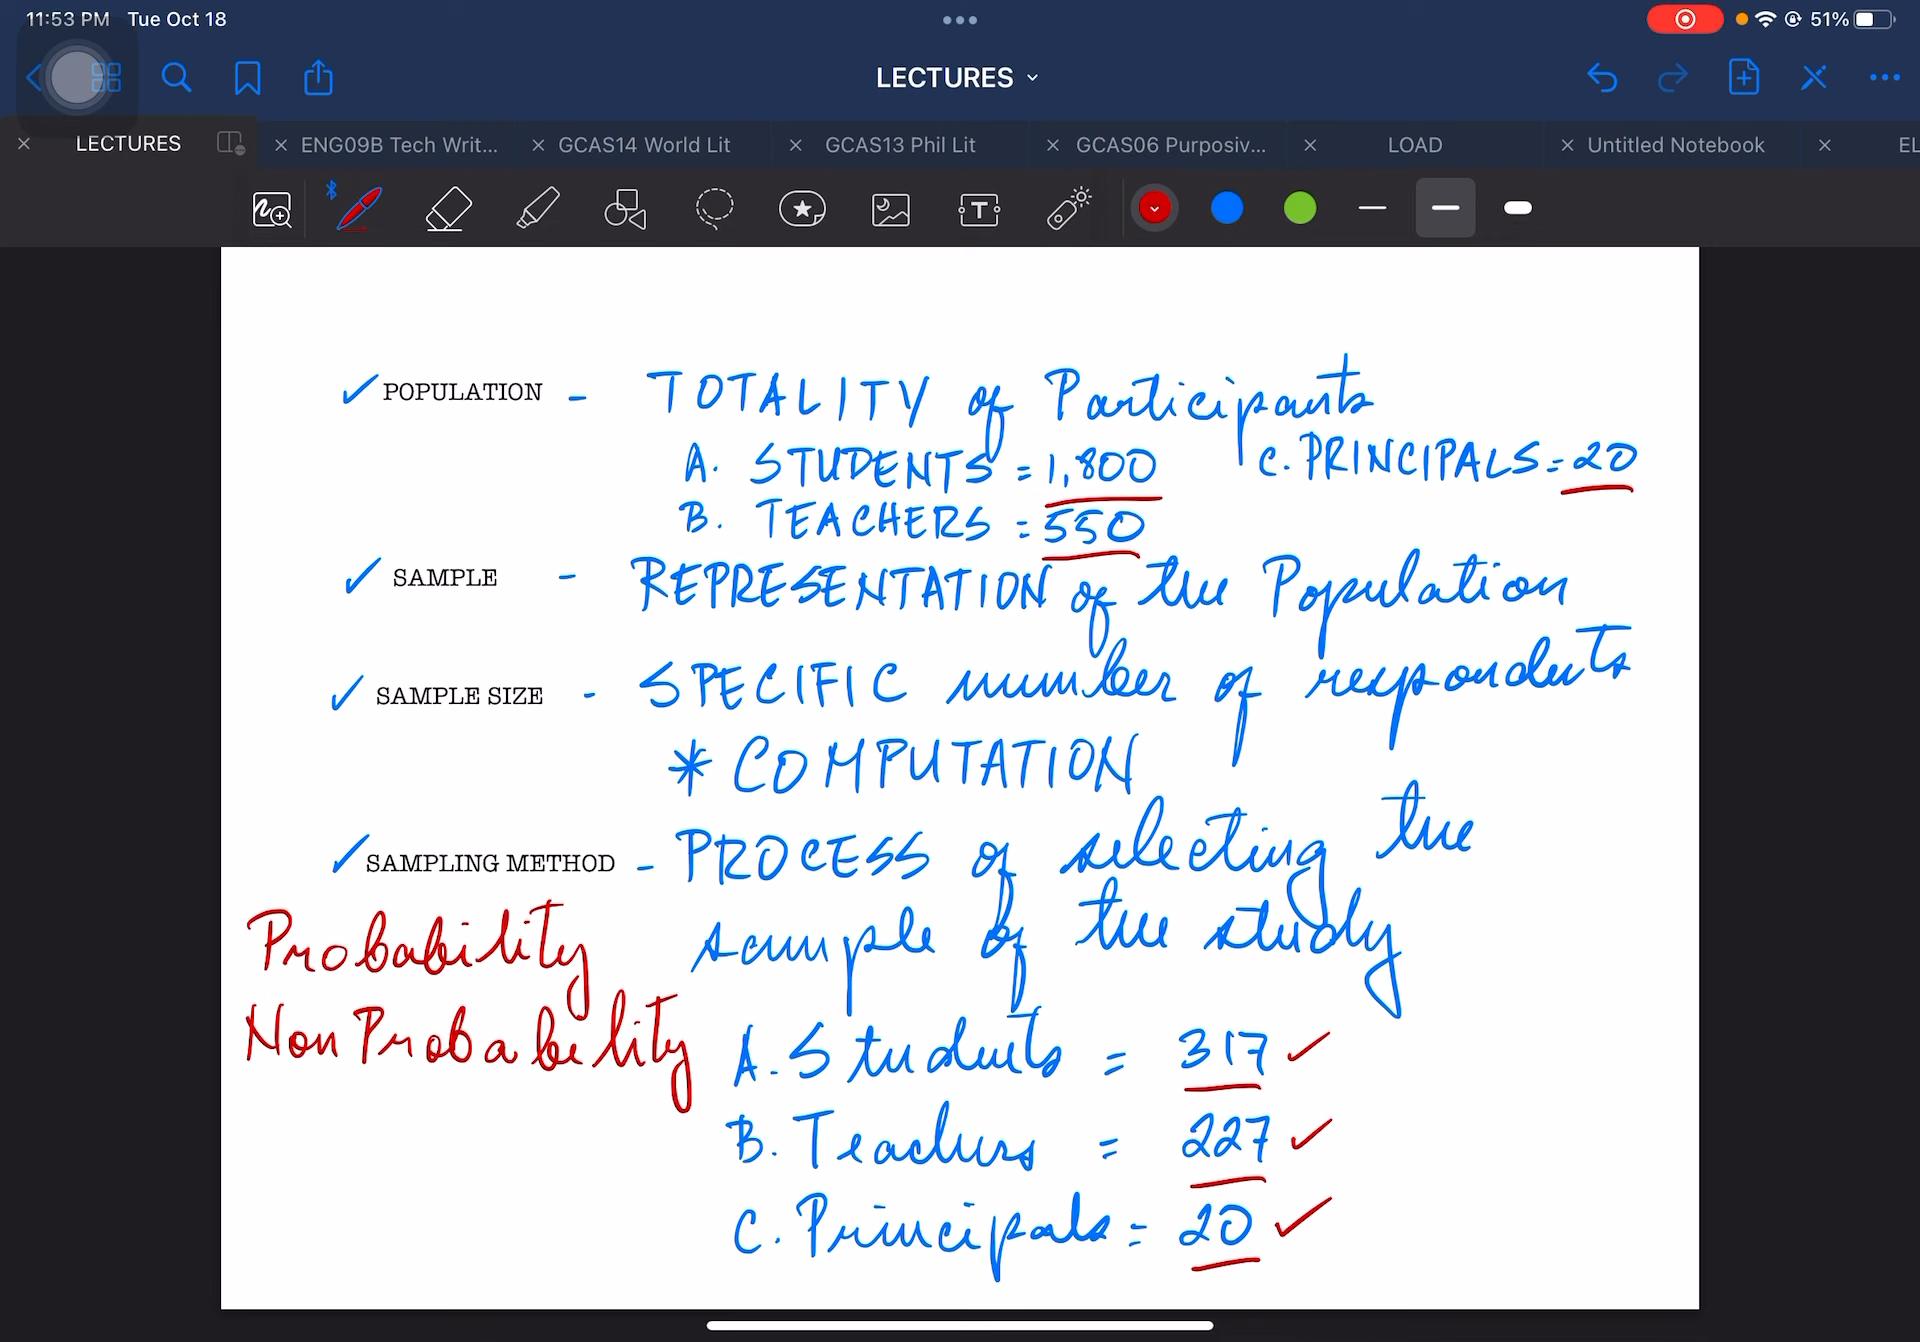 11:53 PM Tue Oct 18
51%
LECTURES
LECTURES
ENG09B Tech Writ...
GCAS14 World Lit
GCAS13 Phil Lit
GCAS06 Purposiv...
LOAD
Untitled Notebook
EL
T
✓ POPULATION - TOTALITY of Participants
A. STUDENTS = 1,800 C. PRINCIPALS = 20
B. TEACHERS = 550
✓ SAMPLE - REPRESENTATION of the Population
✓ SAMPLE SIZE - SPECIFIC number of respondents
* COMPUTATION
✓ SAMPLING METHOD - PROCESS of selecting the
sample of the study
Probability
Non Probability
A. Students = 317 ✓
B. Teachers = 227 ✓
C. Principals = 20 ✓